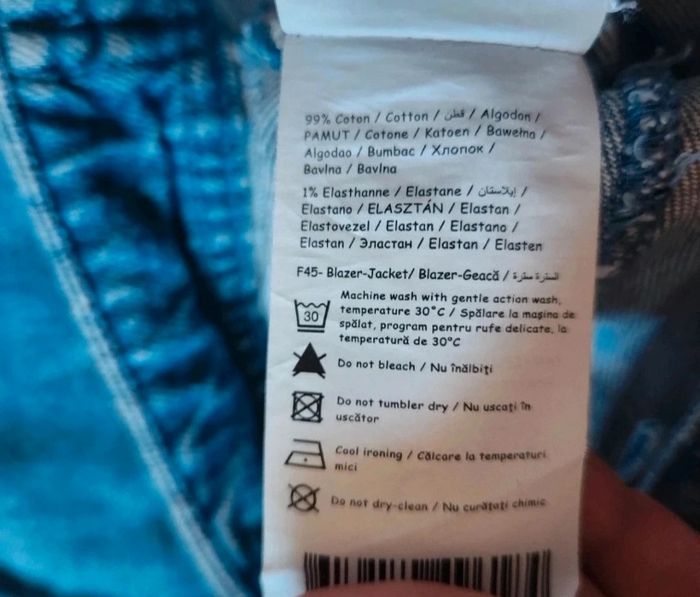 99% Coton / Cotton / قطن / Algodon /
PAMUT / Cotone / Katoen / Bawełna /
Algodao / Bumbac / Хлопок /
Bavlna / Bavlna
1% Elasthanne / Elastane / إيلاستان /
Elastano / ELASZTÁN / Elastan /
Elastovezel / Elastan / Elastano /
Elastan / Эластан / Elastan / Elasten
F45- Blazer-Jacket/ Blazer-Geacă / السترة سترة
Machine wash with gentle action wash,
temperature 30°C / Spălare la mașina de
30
spălat, program pentru rufe delicate, la
temperatură de 30°C
Do not bleach / Nu înălbiți
Do not tumbler dry / Nu uscați în
uscător
Cool ironing / Călcare la temperaturi
mici
Do not dry-clean / Nu curățați chimic